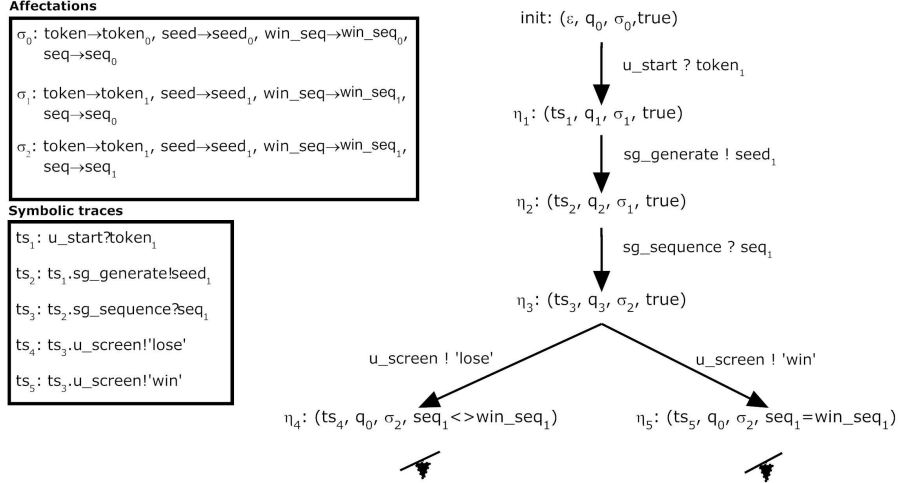 Affectations
σ₀: token→token₀, seed→seed₀, win_seq→win_seq₀,
seq→seq₀
σ₁: token→token₁, seed→seed₁, win_seq→win_seq₁,
seq→seq₀
σ₂: token→token₁, seed→seed₁, win_seq→win_seq₁,
seq→seq₁
Symbolic traces
ts₁: u_start?token₁
ts₂: ts₁.sg_generate!seed₁
ts₃: ts₂.sg_sequence?seq₁
ts₄: ts₃.u_screen!'lose'
ts₅: ts₃.u_screen!'win'
init: (ε, q₀, σ₀,true)
u_start ? token₁
η₁: (ts₁, q₁, σ₁, true)
sg_generate ! seed₁
η₂: (ts₂, q₂, σ₁, true)
sg_sequence ? seq₁
η₃: (ts₃, q₃, σ₂, true)
u_screen ! 'lose'
u_screen ! 'win'
η₄: (ts₄, q₀, σ₂, seq₁<>win_seq₁)
η₅: (ts₅, q₀, σ₂, seq₁=win_seq₁)